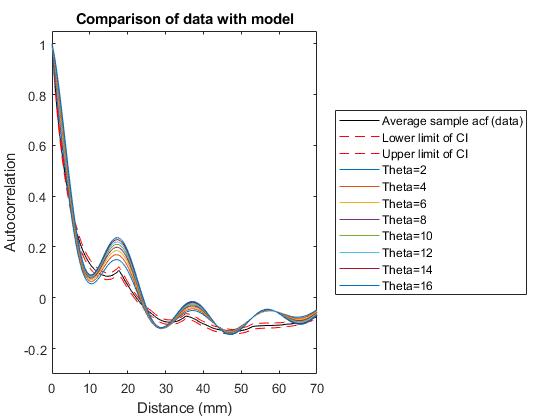 Comparison of data with model
Autocorrelation
1
0.8
0.6
0.4
0.2
0
-0.2
0 10 20 30 40 50 60 70
Distance (mm)
Average sample acf (data)
Lower limit of CI
Upper limit of CI
Theta=2
Theta=4
Theta=6
Theta=8
Theta=10
Theta=12
Theta=14
Theta=16